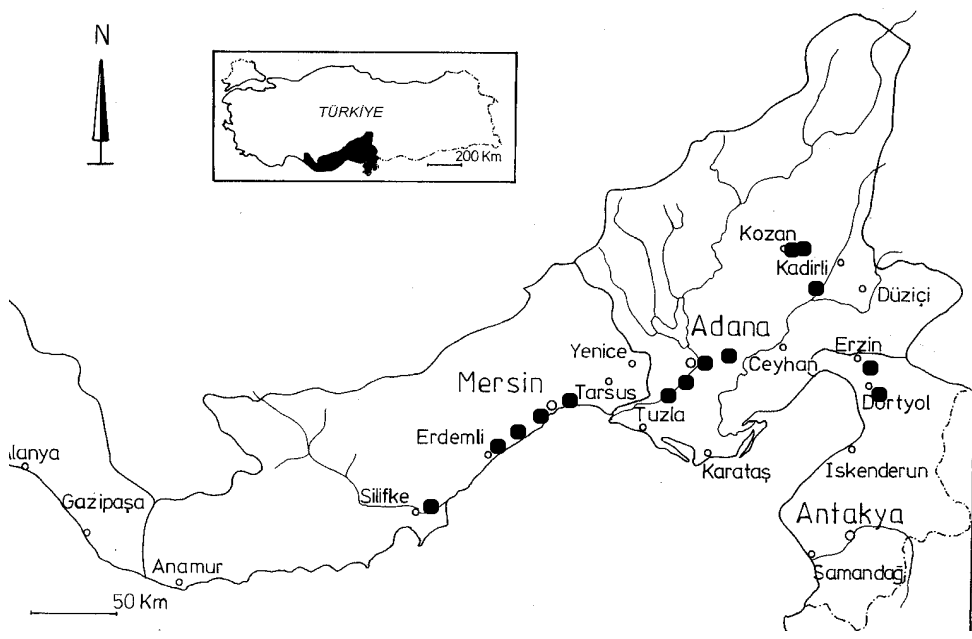 N
TÜRKİYE
200 Km
Kozan
Kadirli
Düziçi
Adana
Erzin
Ceyhan
Yenice
Mersin
Tarsus
Dörtyol
Tuzla
Erdemli
Karataş
İskenderun
Alanya
Silifke
Gazipaşa
Antakya
Anamur
Samandağ
50 Km